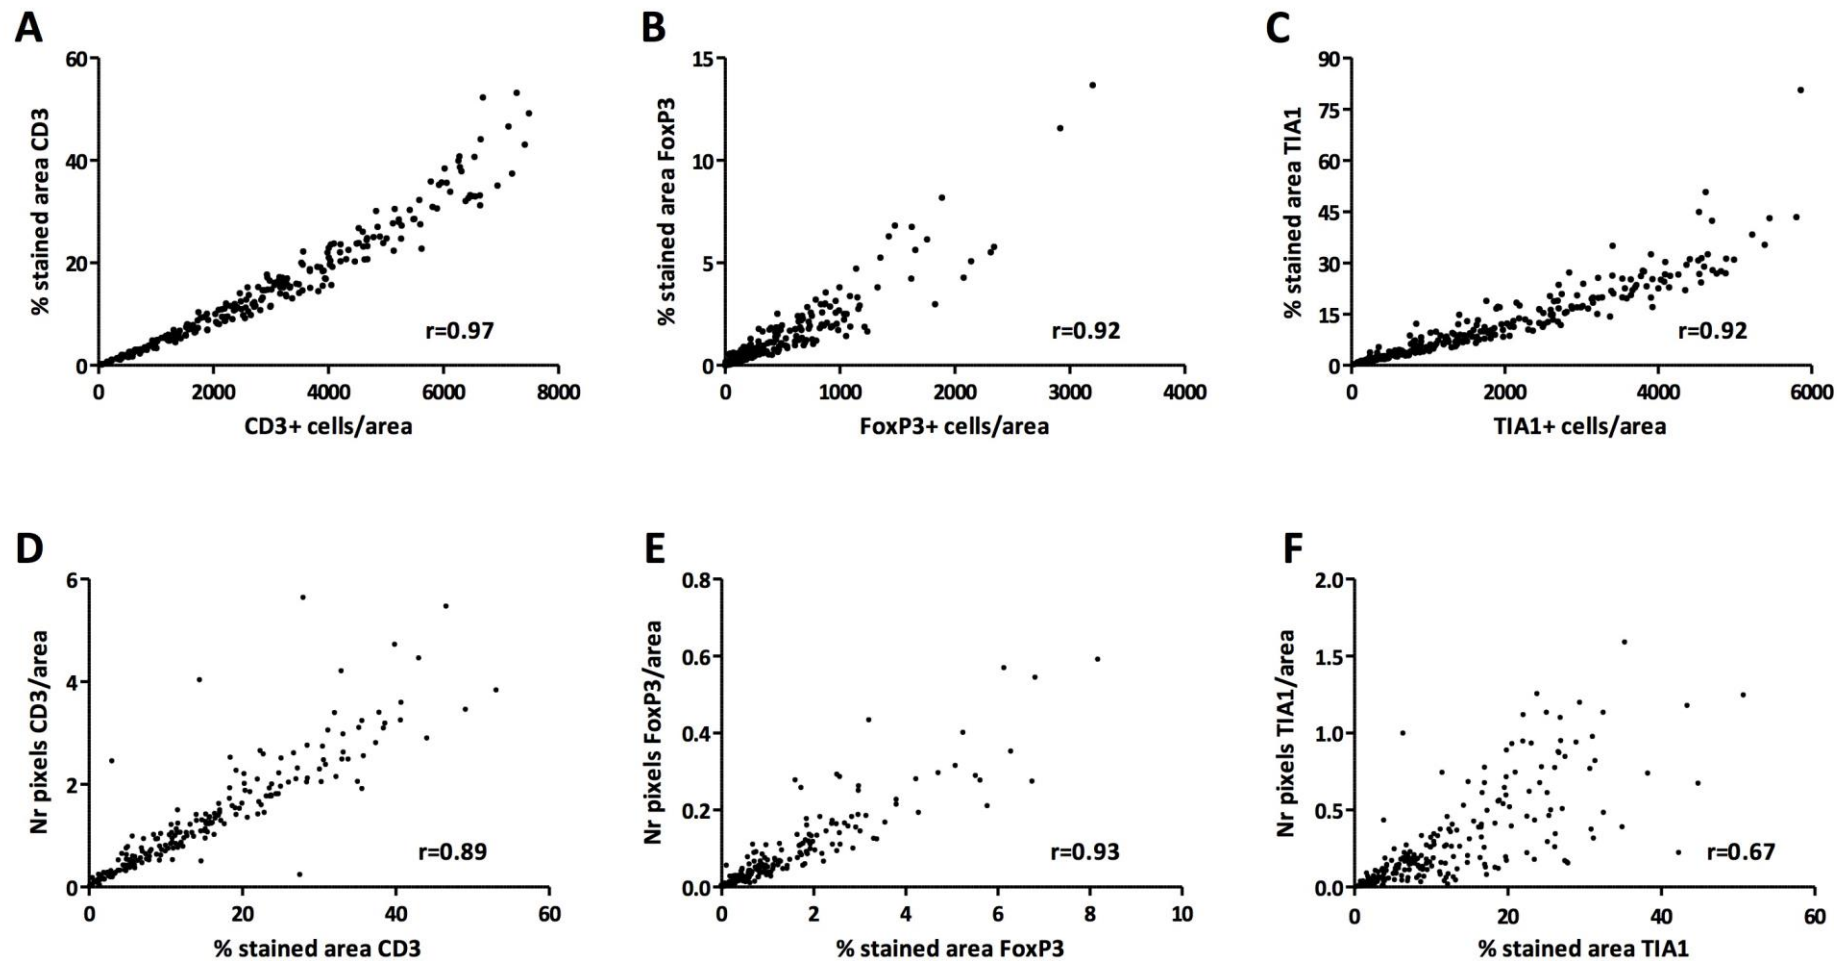 A
B
C
60
40
20
0
% stained area CD3
r=0.97
0 2000 4000 6000 8000
CD3+ cells/area
15
10
5
0
% stained area FoxP3
r=0.92
0 1000 2000 3000 4000
FoxP3+ cells/area
90
75
60
45
30
15
0
% stained area TIA1
r=0.92
0 2000 4000 6000
TIA1+ cells/area
D
E
F
6
4
2
0
Nr pixels CD3/area
r=0.89
0 20 40 60
% stained area CD3
0.8
0.6
0.4
0.2
0.0
Nr pixels FoxP3/area
r=0.93
0 2 4 6 8 10
% stained area FoxP3
2.0
1.5
1.0
0.5
0.0
Nr pixels TIA1/area
r=0.67
0 20 40 60
% stained area TIA1